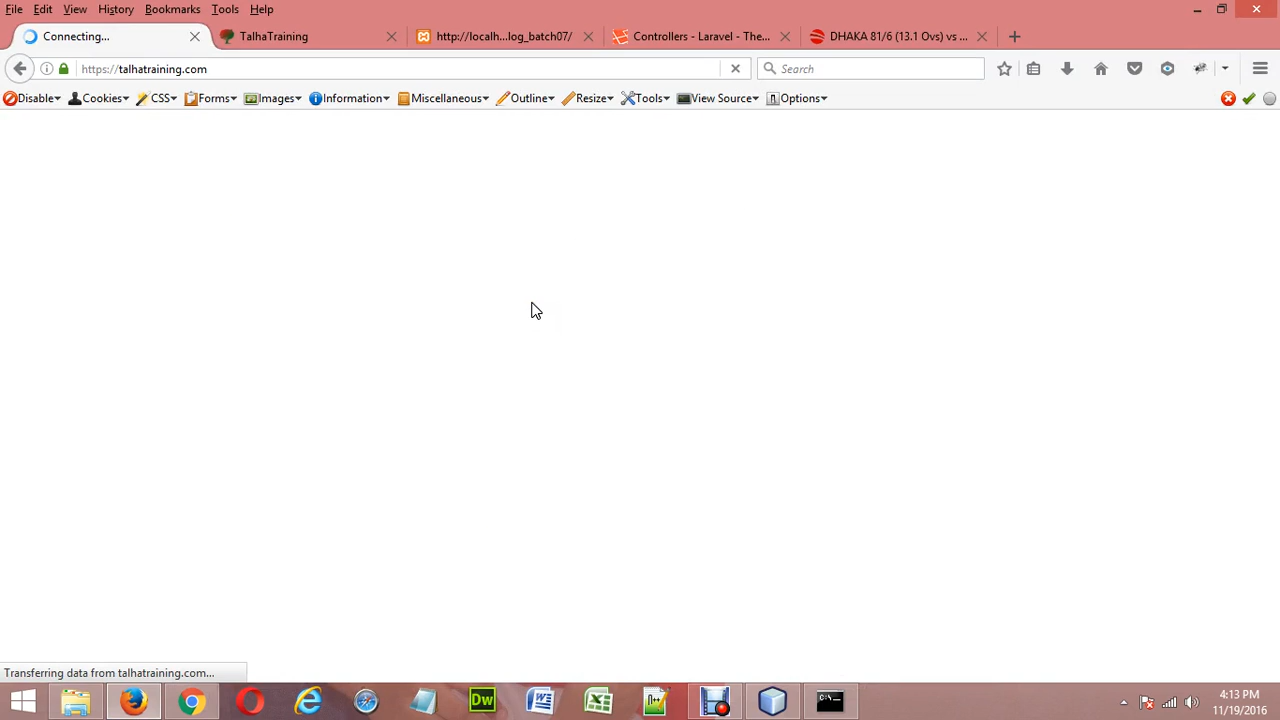 File Edit View History Bookmarks Tools Help
Connecting... TalhaTraining http://localh...log_batch07/ Controllers - Laravel - The... DHAKA 81/6 (13.1 Ovs) vs ...
https://talhatraining.com Search
Disable Cookies CSS Forms Images Information Miscellaneous Outline Resize Tools View Source Options
Transferring data from talhatraining.com...
Dw
4:13 PM
11/19/2016